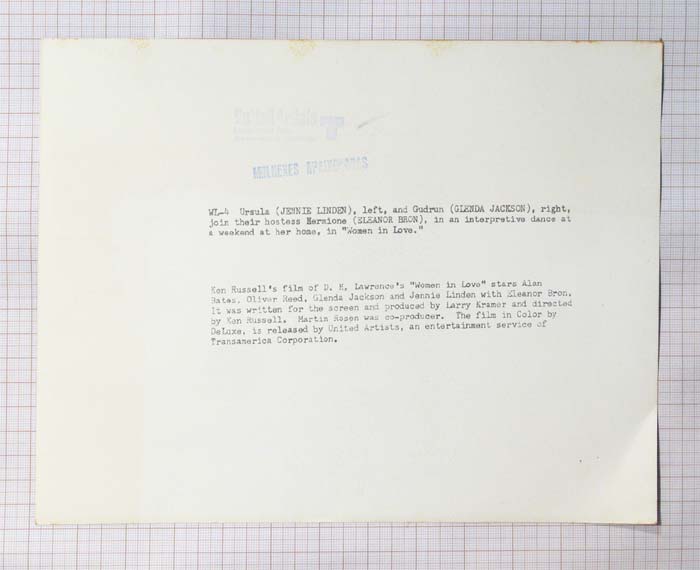 United Artists
MULHERES APAIXONADAS
WL-4 Ursula (JENNIE LINDEN), left, and Gudrun (GLENDA JACKSON), right,
join their hostess Hermione (ELEANOR BRON), in an interpretive dance at
a weekend at her home, in "Women in Love."
Ken Russell's film of D. H. Lawrence's "Women in Love" stars Alan
Bates, Oliver Reed, Glenda Jackson and Jennie Linden with Eleanor Bron.
It was written for the screen and produced by Larry Kramer and directed
by Ken Russell. Martin Rosen was co-producer. The film in Color by
DeLuxe, is released by United Artists, an entertainment service of
Transamerica Corporation.